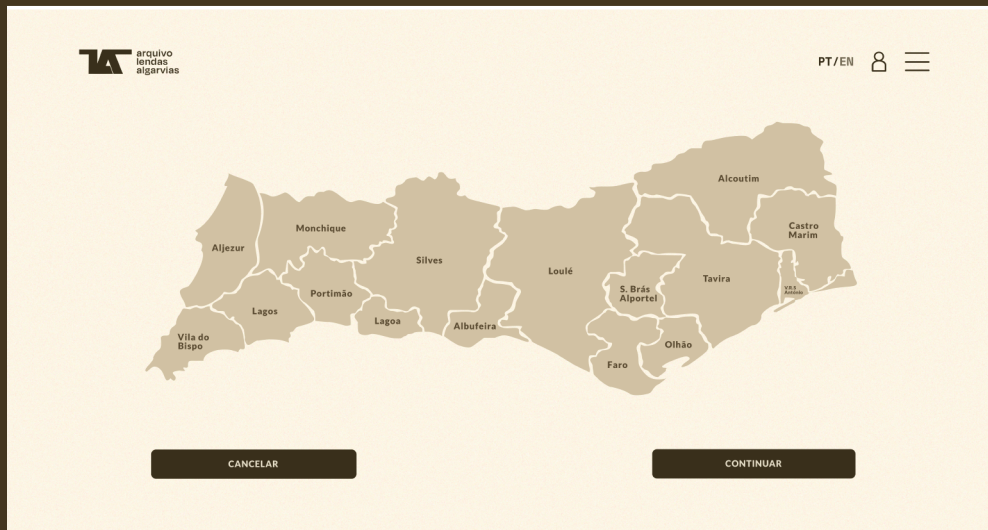 arquivo
lendas
algarvias
PT/EN
Alcoutim
Castro
Marim
Monchique
Aljezur
Silves
Loulé
Tavira
S. Brás
Alportel
V.R.S
António
Portimão
Lagos
Lagoa
Albufeira
Vila do
Bispo
Olhão
Faro
CANCELAR
CONTINUAR